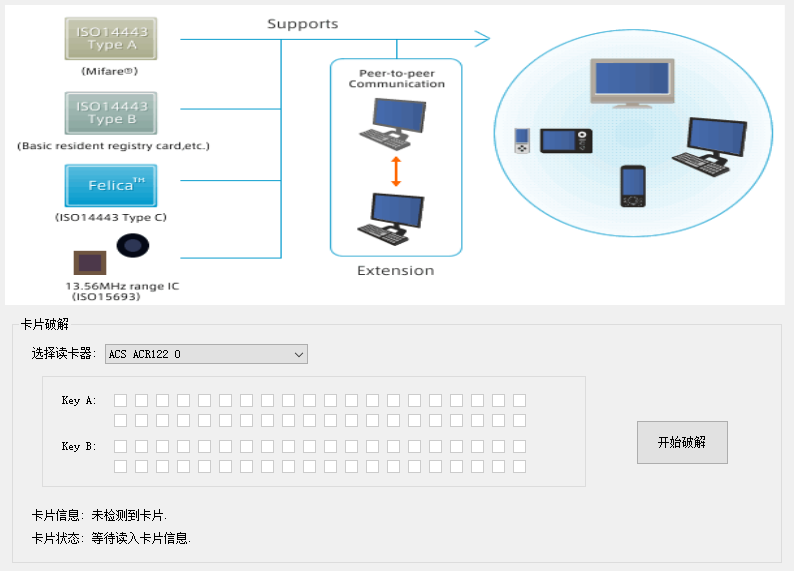 Supports
ISO14443
Type A
(Mifare®)
ISO14443
Type B
(Basic resident registry card,etc.)
Felica™
(ISO14443 Type C)
13.56MHz range IC
(ISO15693)
Peer-to-peer
Communication
Extension
卡片破解
选择读卡器:
ACS ACR122 0
Key A:
Key B:
开始破解
卡片信息: 未检测到卡片.
卡片状态: 等待读入卡片信息.